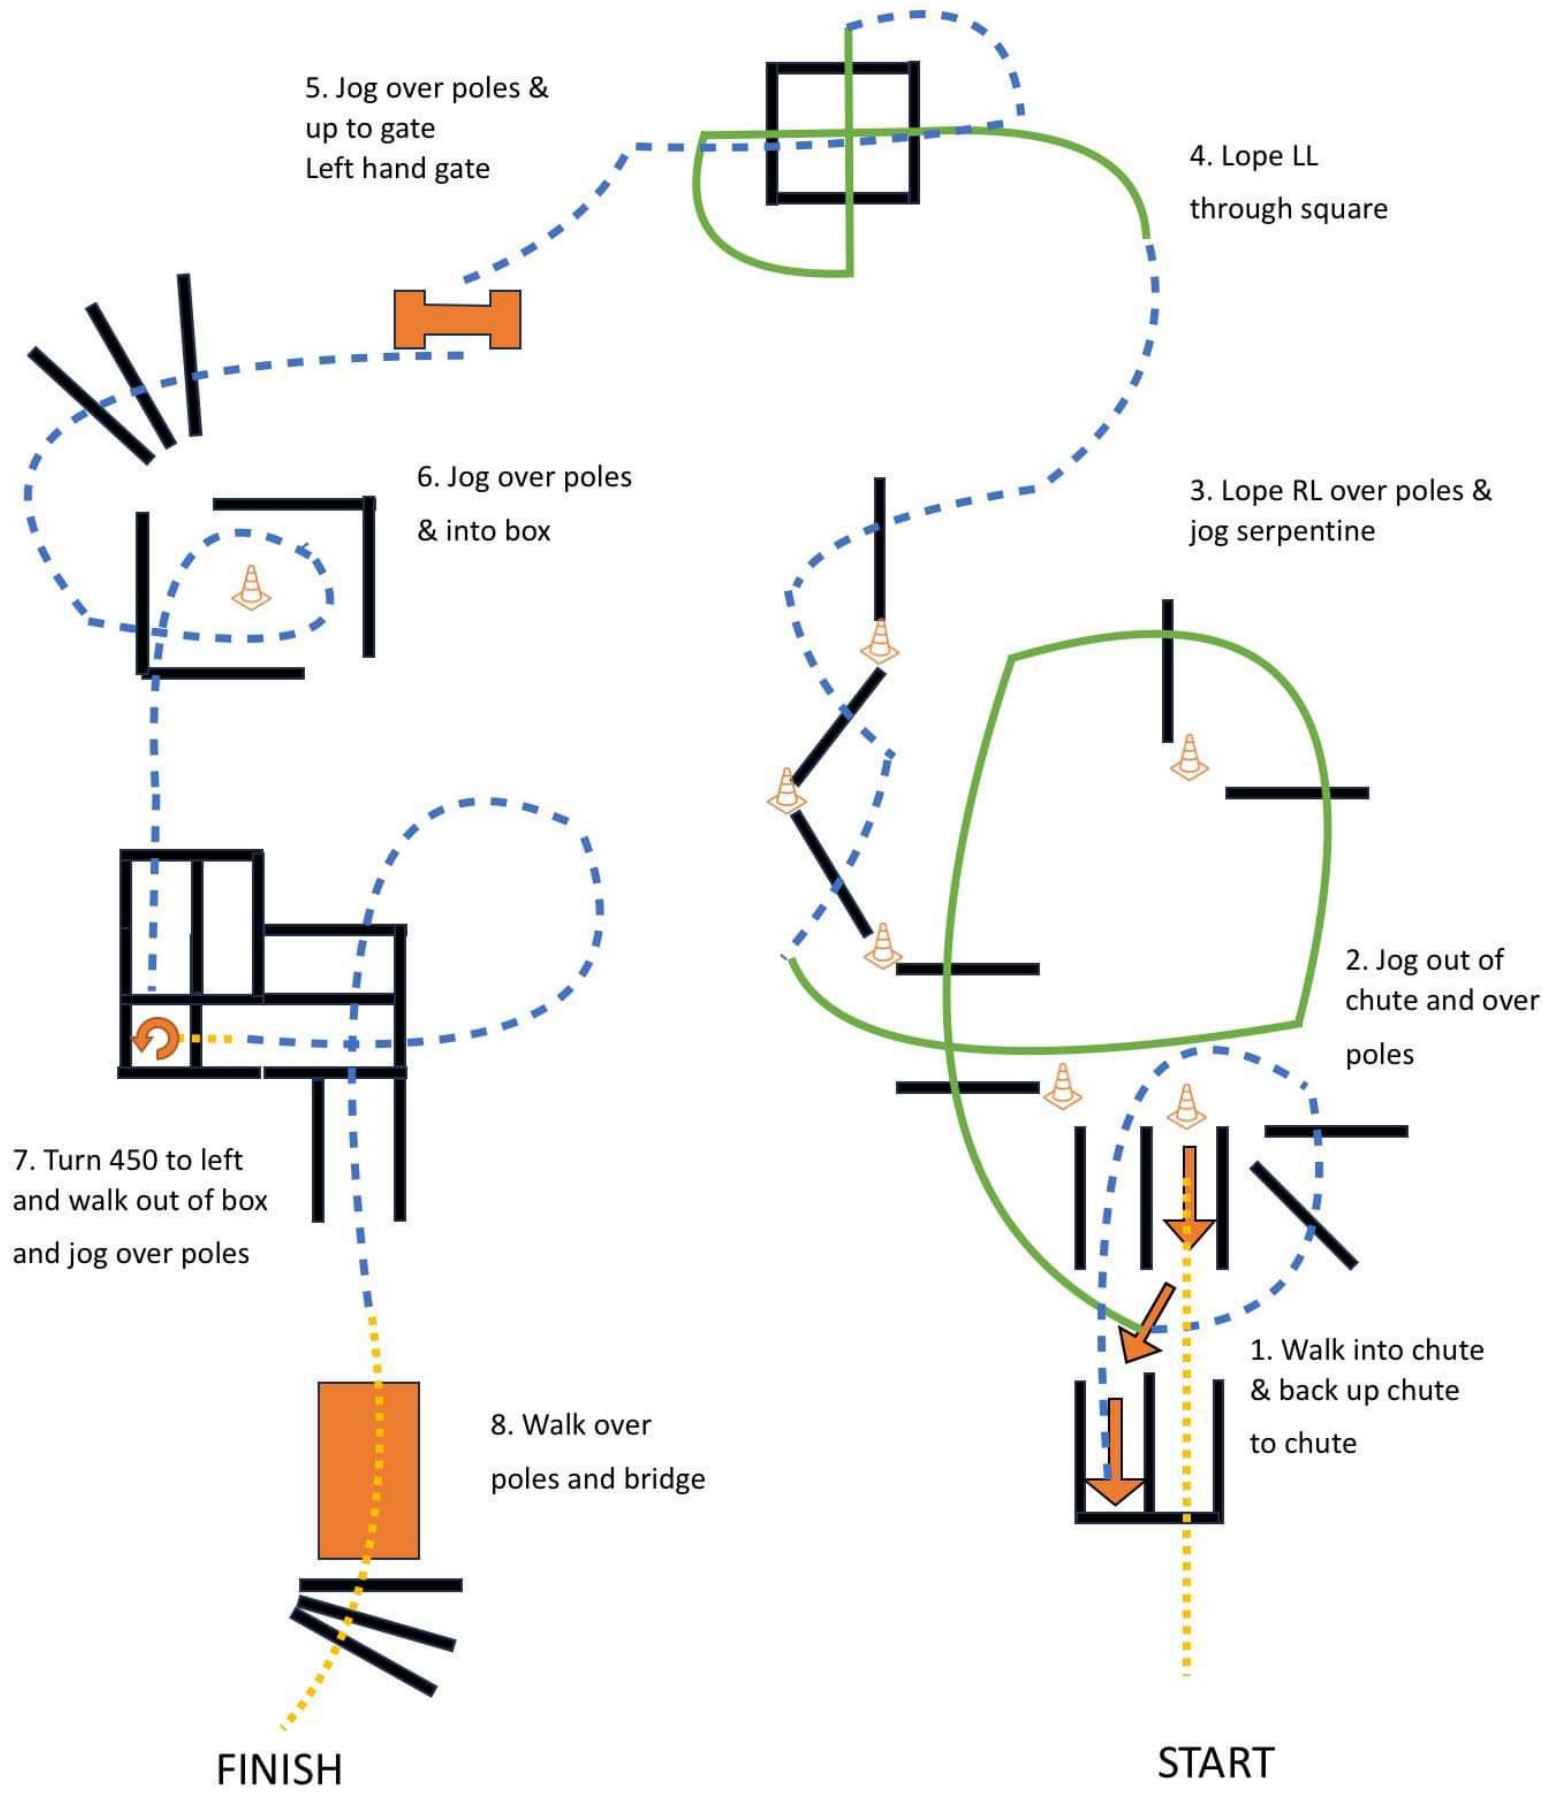 5. Jog over poles &
up to gate
Left hand gate
4. Lope LL
through square
6. Jog over poles
& into box
3. Lope RL over poles &
jog serpentine
2. Jog out of
chute and over
poles
7. Turn 450 to left
and walk out of box
and jog over poles
1. Walk into chute
& back up chute
to chute
8. Walk over
poles and bridge
FINISH
START